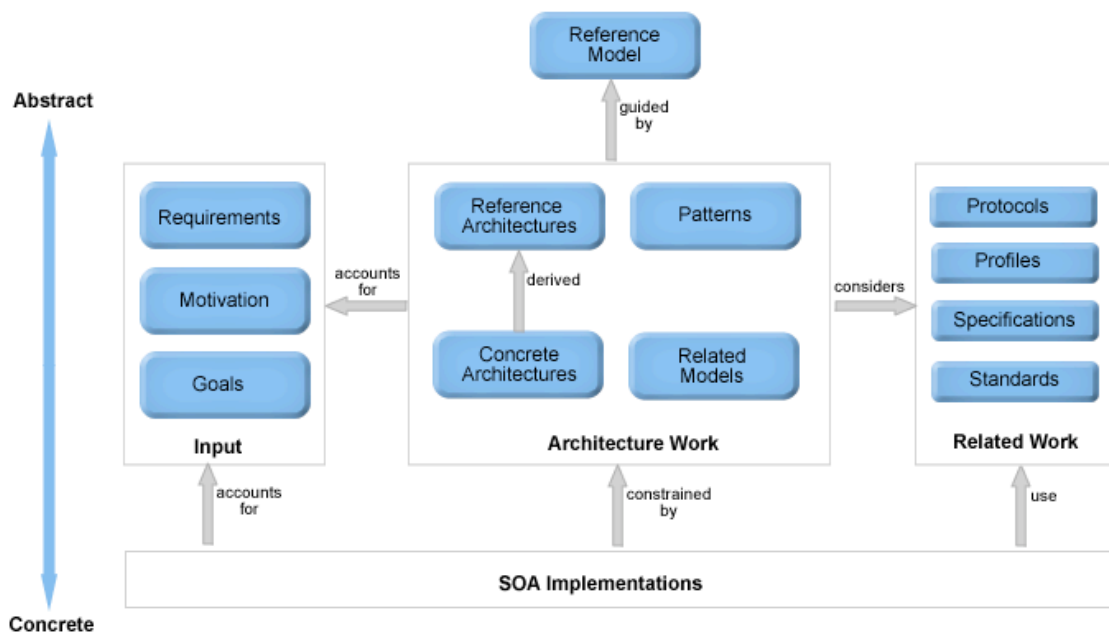 Reference
Model
Abstract
guided
by
Requirements
Motivation
Goals
Input
accounts
for
Reference
Architectures
Patterns
derived
Concrete
Architectures
Related
Models
Architecture Work
considers
Protocols
Profiles
Specifications
Standards
Related Work
accounts
for
constrained
by
use
SOA Implementations
Concrete